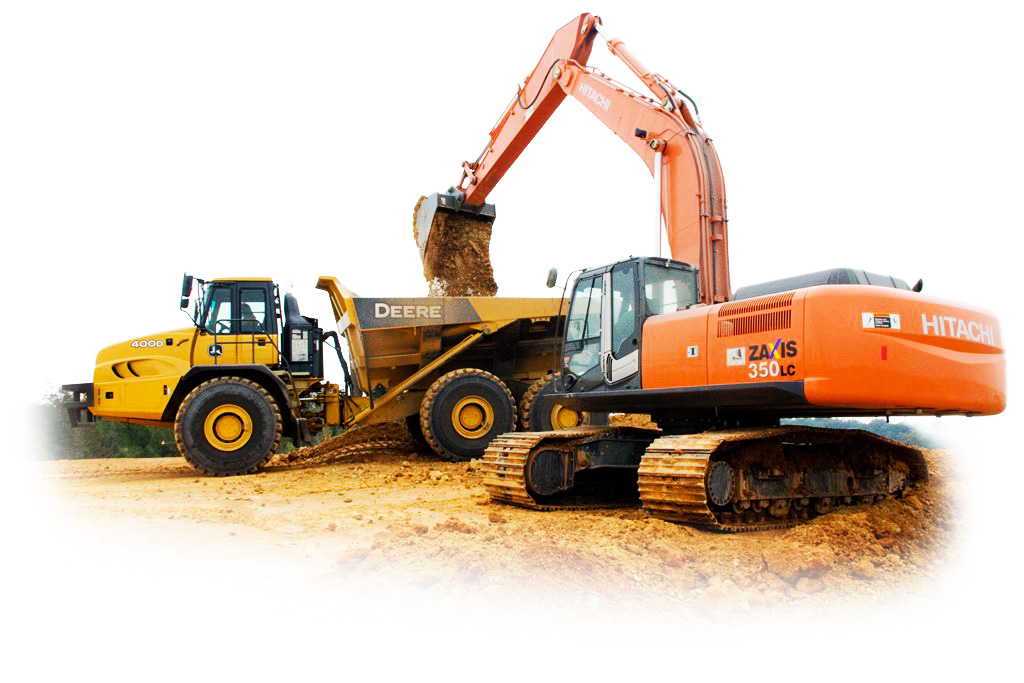 HITACHI
DEERE
400D
HITACHI
ZAXIS
350LC